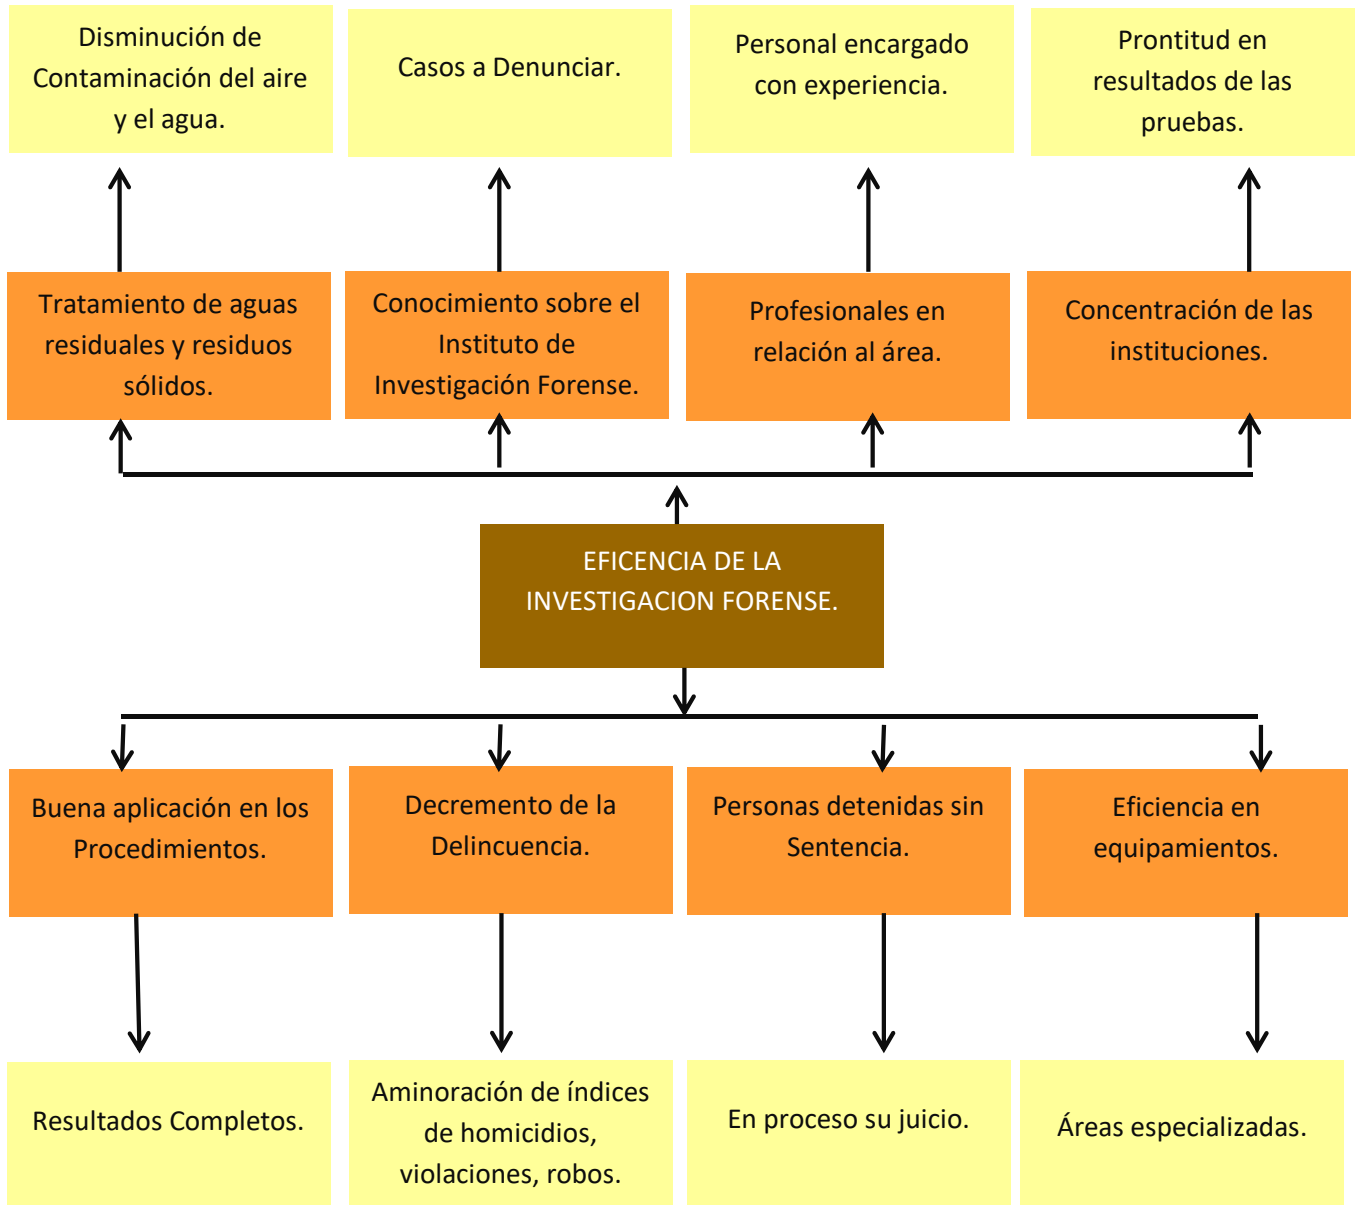 Disminución de
Contaminación del aire
y el agua.
Casos a Denunciar.
Personal encargado
con experiencia.
Prontitud en
resultados de las
pruebas.
Tratamiento de aguas
residuales y residuos
sólidos.
Conocimiento sobre el
Instituto de
Investigación Forense.
Profesionales en
relación al área.
Concentración de las
instituciones.
EFICENCIA DE LA
INVESTIGACION FORENSE.
Buena aplicación en los
Procedimientos.
Decremento de la
Delincuencia.
Personas detenidas sin
Sentencia.
Eficiencia en
equipamientos.
Resultados Completos.
Aminoración de índices
de homicidios,
violaciones, robos.
En proceso su juicio.
Áreas especializadas.